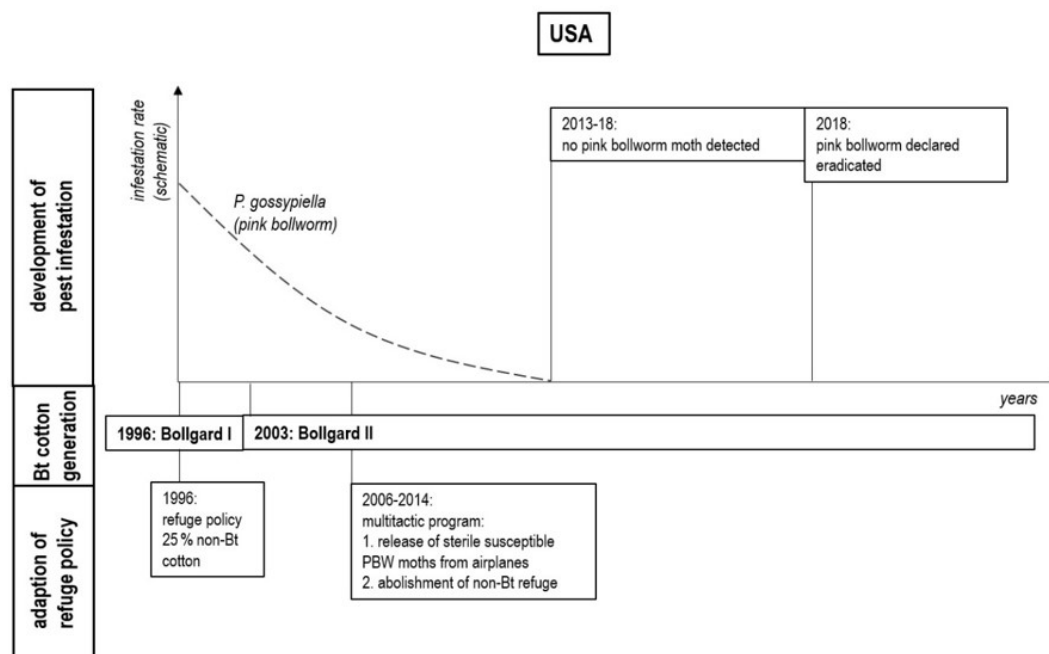 USA
development of
pest infestation
infestation rate
(schematic)
P. gossypiella
(pink bollworm)
2013-18:
no pink bollworm moth detected
2018:
pink bollworm declared
eradicated
years
Bt cotton
generation
1996: Bollgard I
2003: Bollgard II
adaption of
refuge policy
1996:
refuge policy
25 % non-Bt
cotton
2006-2014:
multitactic program:
1. release of sterile susceptible
PBW moths from airplanes
2. abolishment of non-Bt refuge